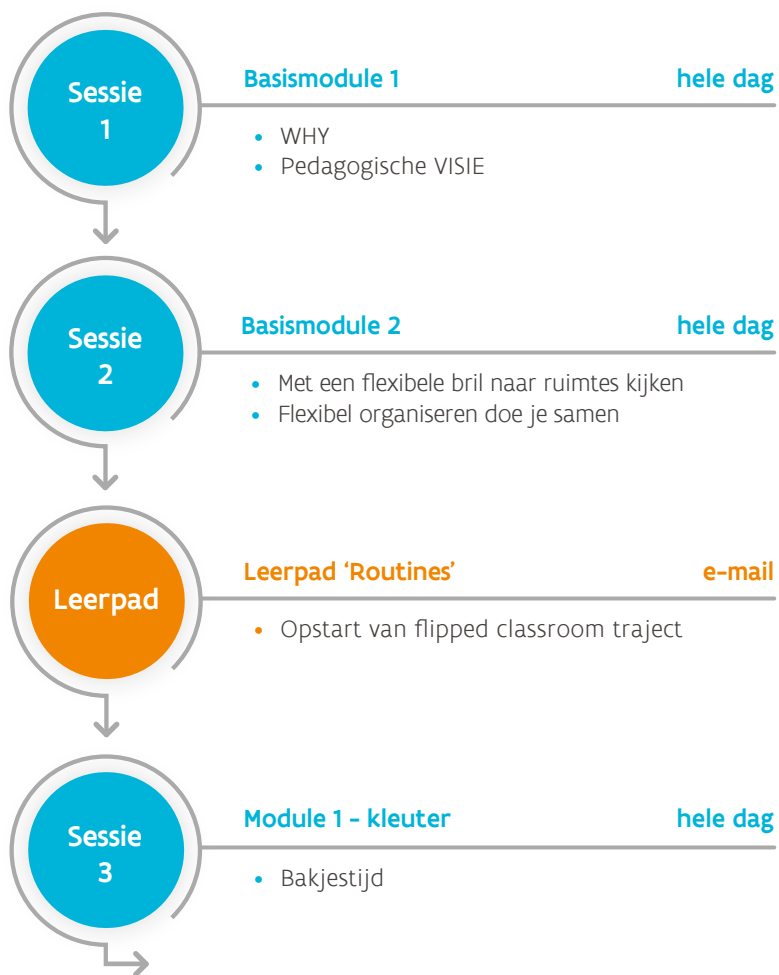 Sessie
1
Basismodule 1
hele dag
• WHY
• Pedagogische VISIE
Sessie
2
Basismodule 2
hele dag
• Met een flexibele bril naar ruimtes kijken
• Flexibel organiseren doe je samen
Leerpad
Leerpad ‘Routines’
e-mail
• Opstart van flipped classroom traject
Sessie
3
Module 1 - kleuter
hele dag
• Bakjestijd